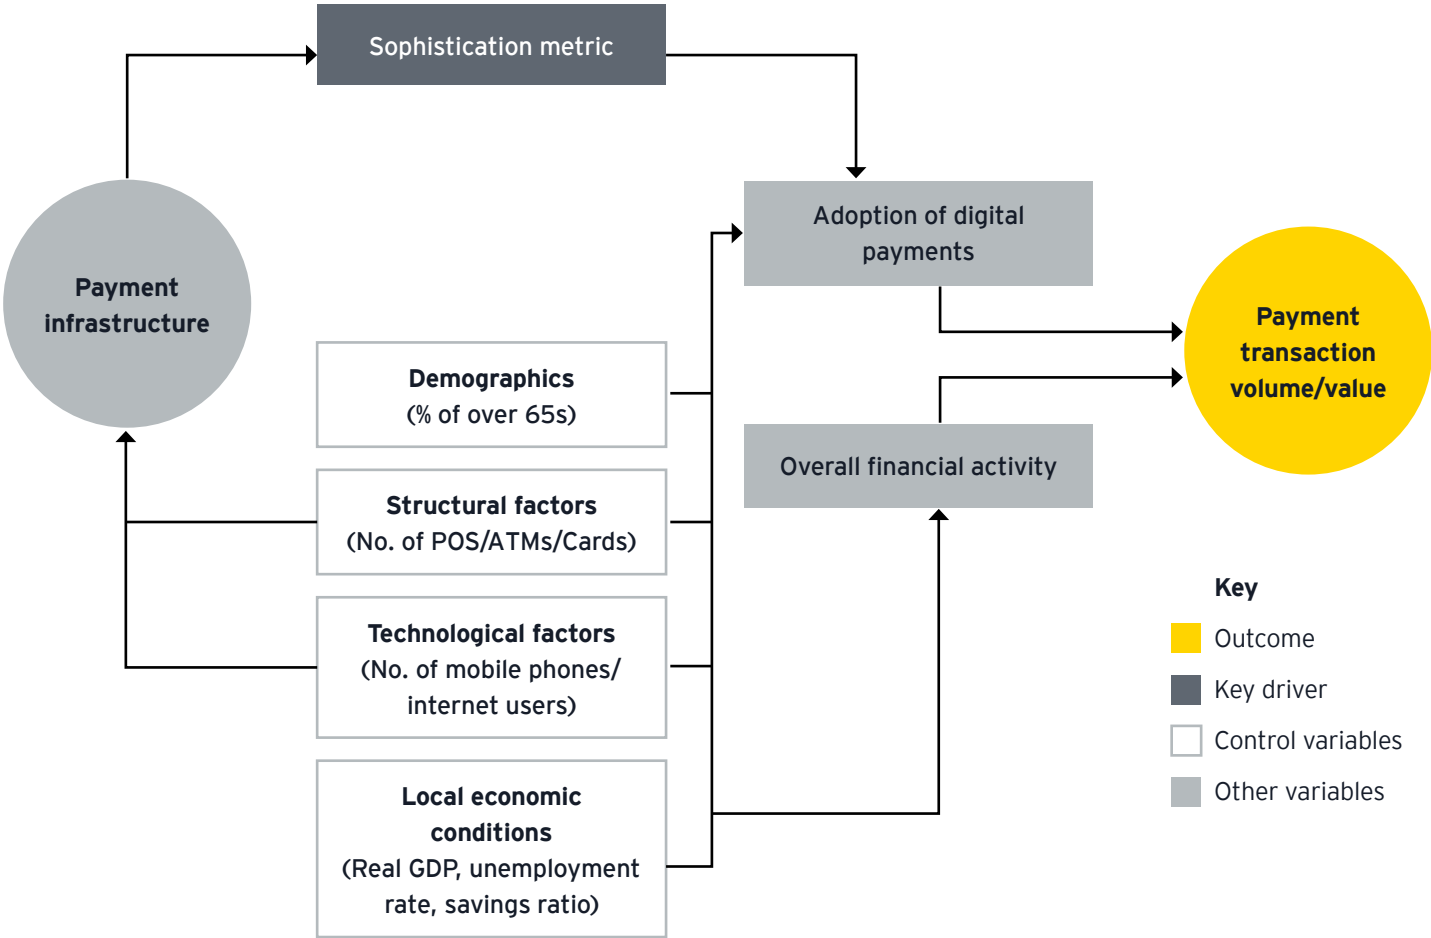 Sophistication metric
Adoption of digital
payments
Payment
infrastructure
Payment
transaction
volume/value
Demographics
(% of over 65s)
Overall financial activity
Structural factors
(No. of POS/ATMs/Cards)
Technological factors
(No. of mobile phones/
internet users)
Local economic
conditions
(Real GDP, unemployment
rate, savings ratio)
Key
Outcome
Key driver
Control variables
Other variables